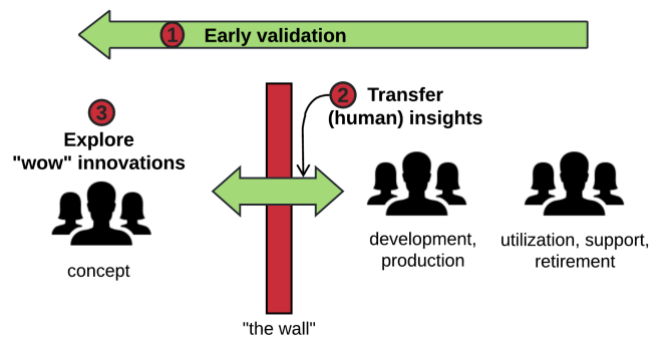 1 Early validation
2 Transfer
(human) insights
3
Explore
"wow" innovations
concept
development,
production
utilization, support,
retirement
"the wall"